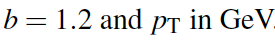 b = 1.2 and pT in GeV.